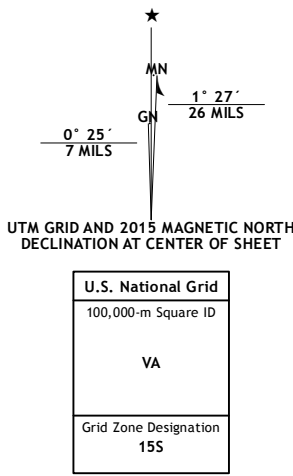 ★
MN
1° 27´
26 MILS
GN
0° 25´
7 MILS
UTM GRID AND 2015 MAGNETIC NORTH
DECLINATION AT CENTER OF SHEET
U.S. National Grid
100,000-m Square ID
VA
Grid Zone Designation
15S